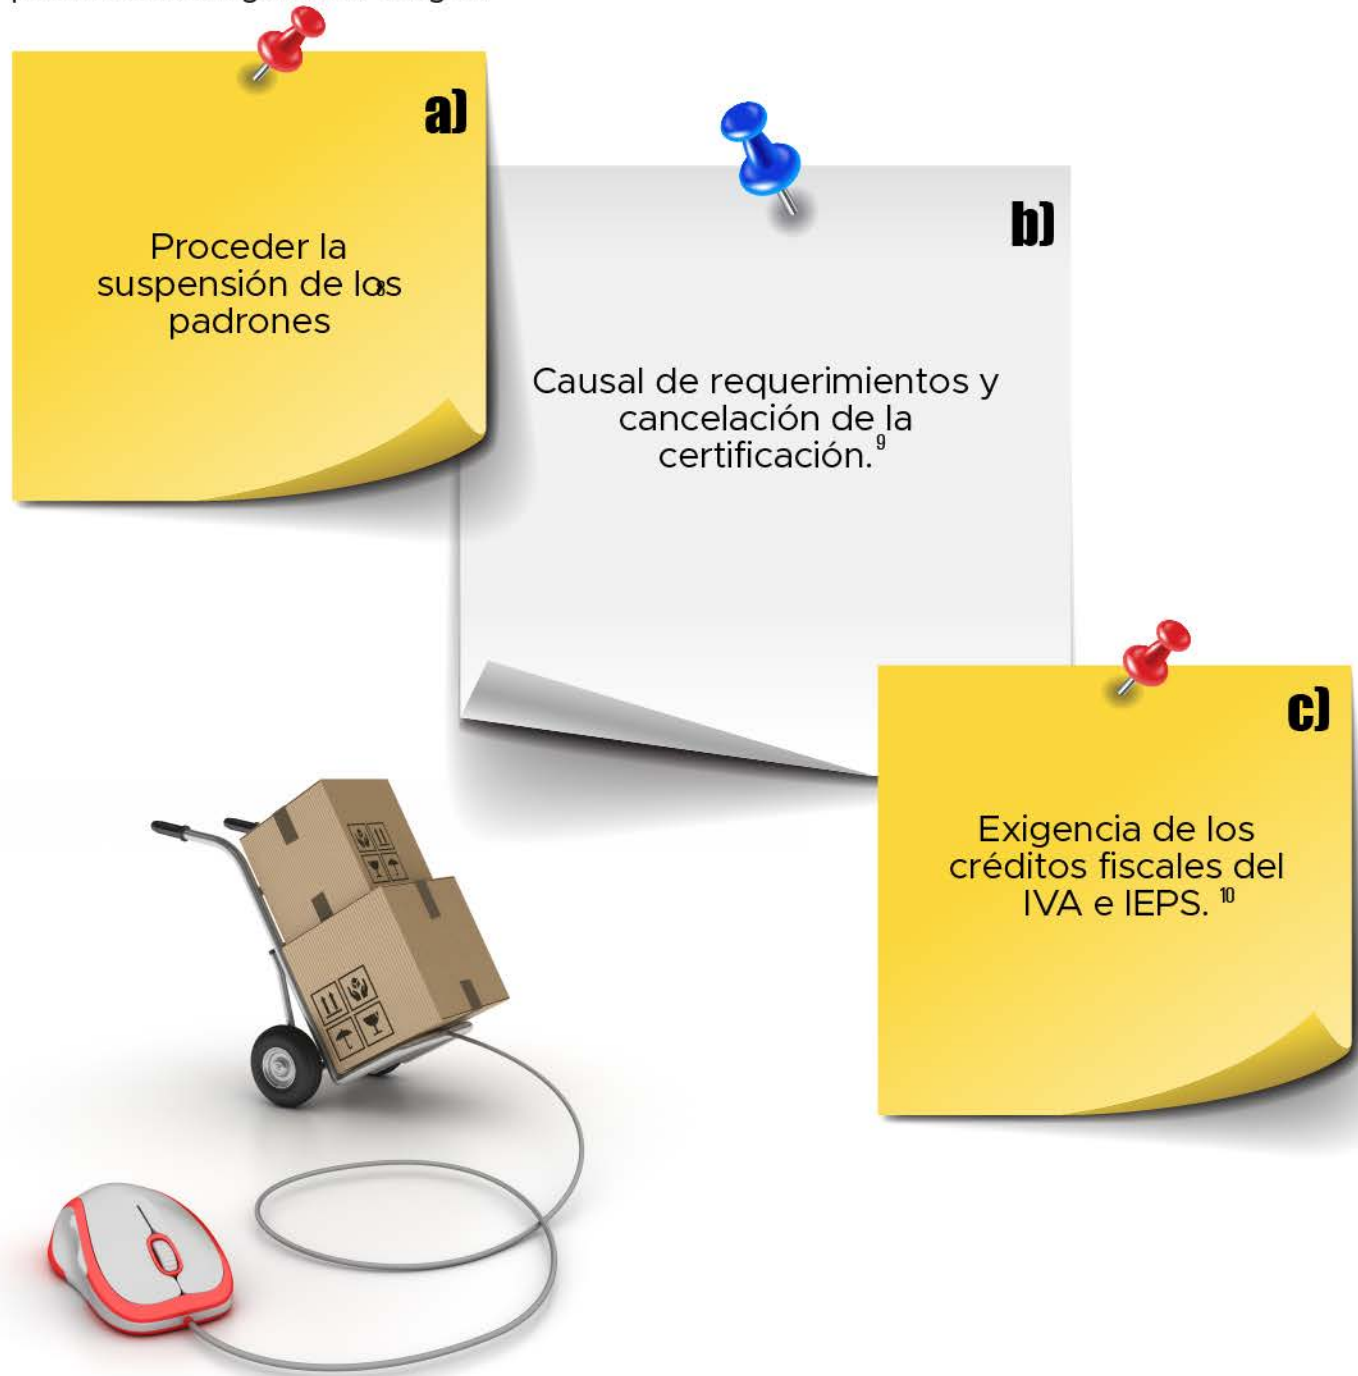 a)
Proceder la
suspensión de los
padrones
8
b)
Causal de requerimientos y
cancelación de la
certificación.9
c)
Exigencia de los
créditos fiscales del
IVA e IEPS. 10